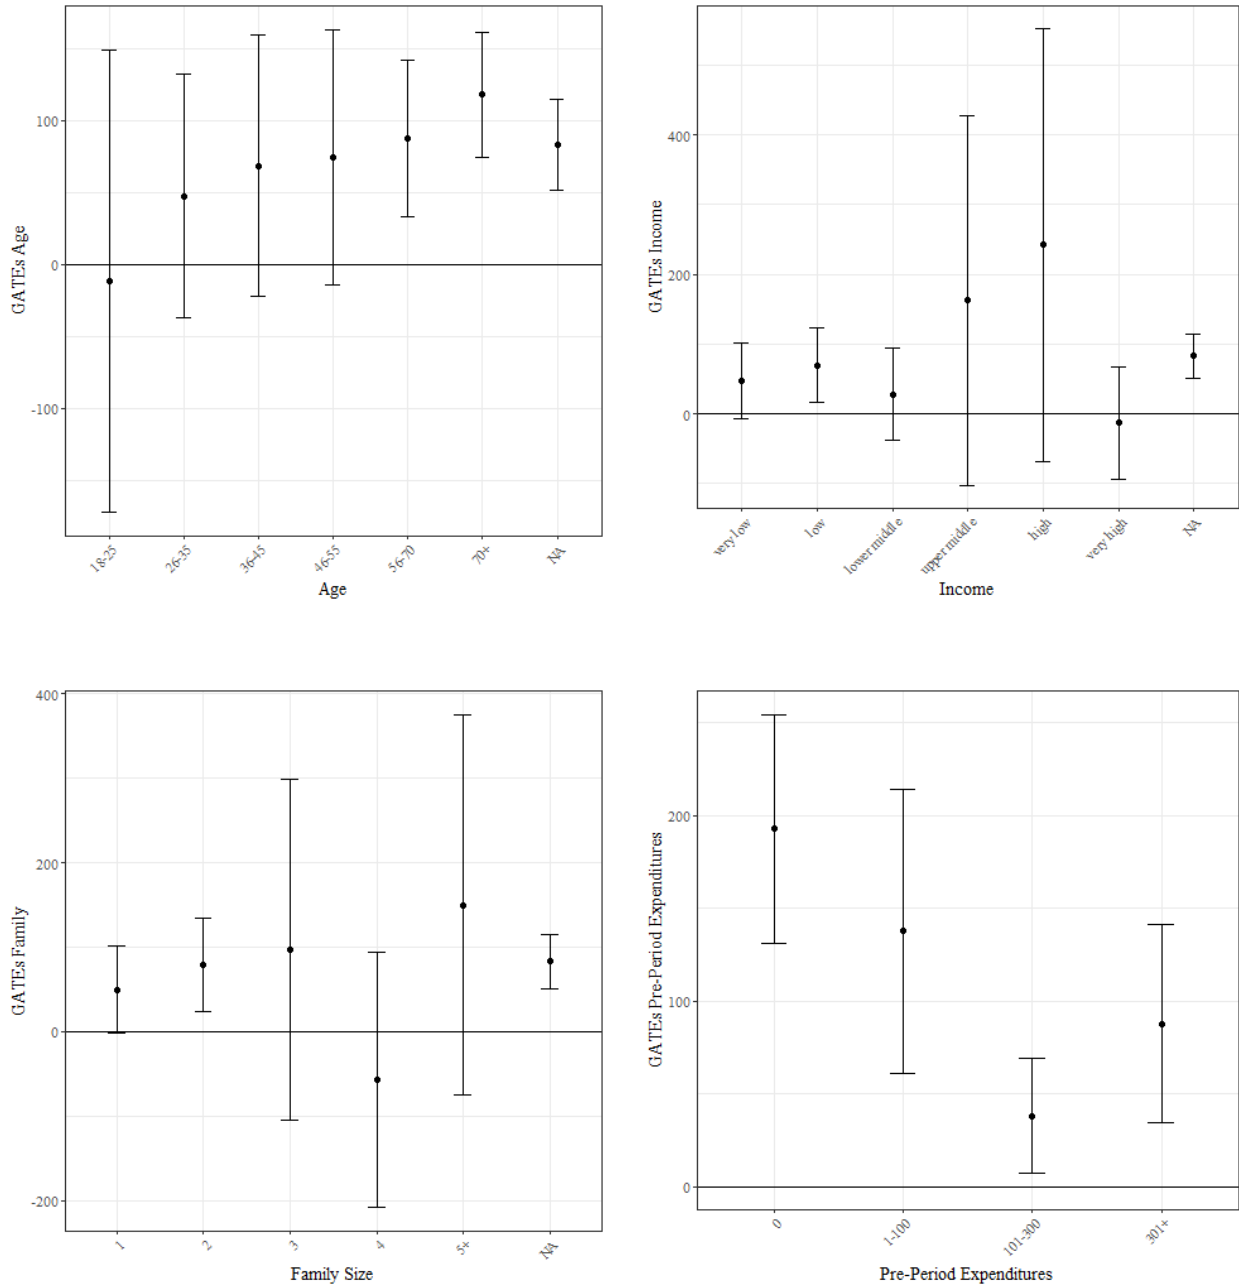 GATEs Age
100
0
-100
18-25
26-35
36-45
46-55
56-70
70+
NA
Age
GATEs Income
400
200
0
very low
low
lower middle
upper middle
high
very high
NA
Income
GATEs Family
400
200
0
-200
1
2
3
4
5+
NA
Family Size
GATEs Pre-Period Expenditures
200
100
0
0
1-100
101-300
301+
Pre-Period Expenditures